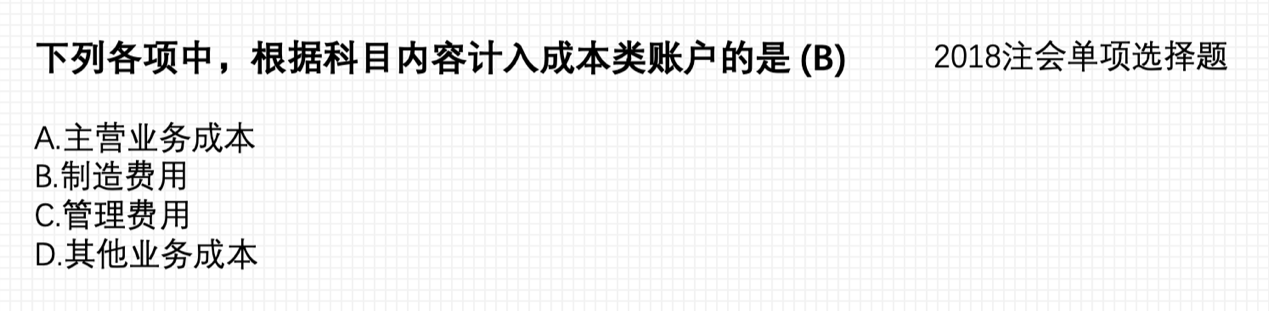 下列各项中，根据科目内容计入成本类账户的是 (B)
2018注会单项选择题
A.主营业务成本
B.制造费用
C.管理费用
D.其他业务成本